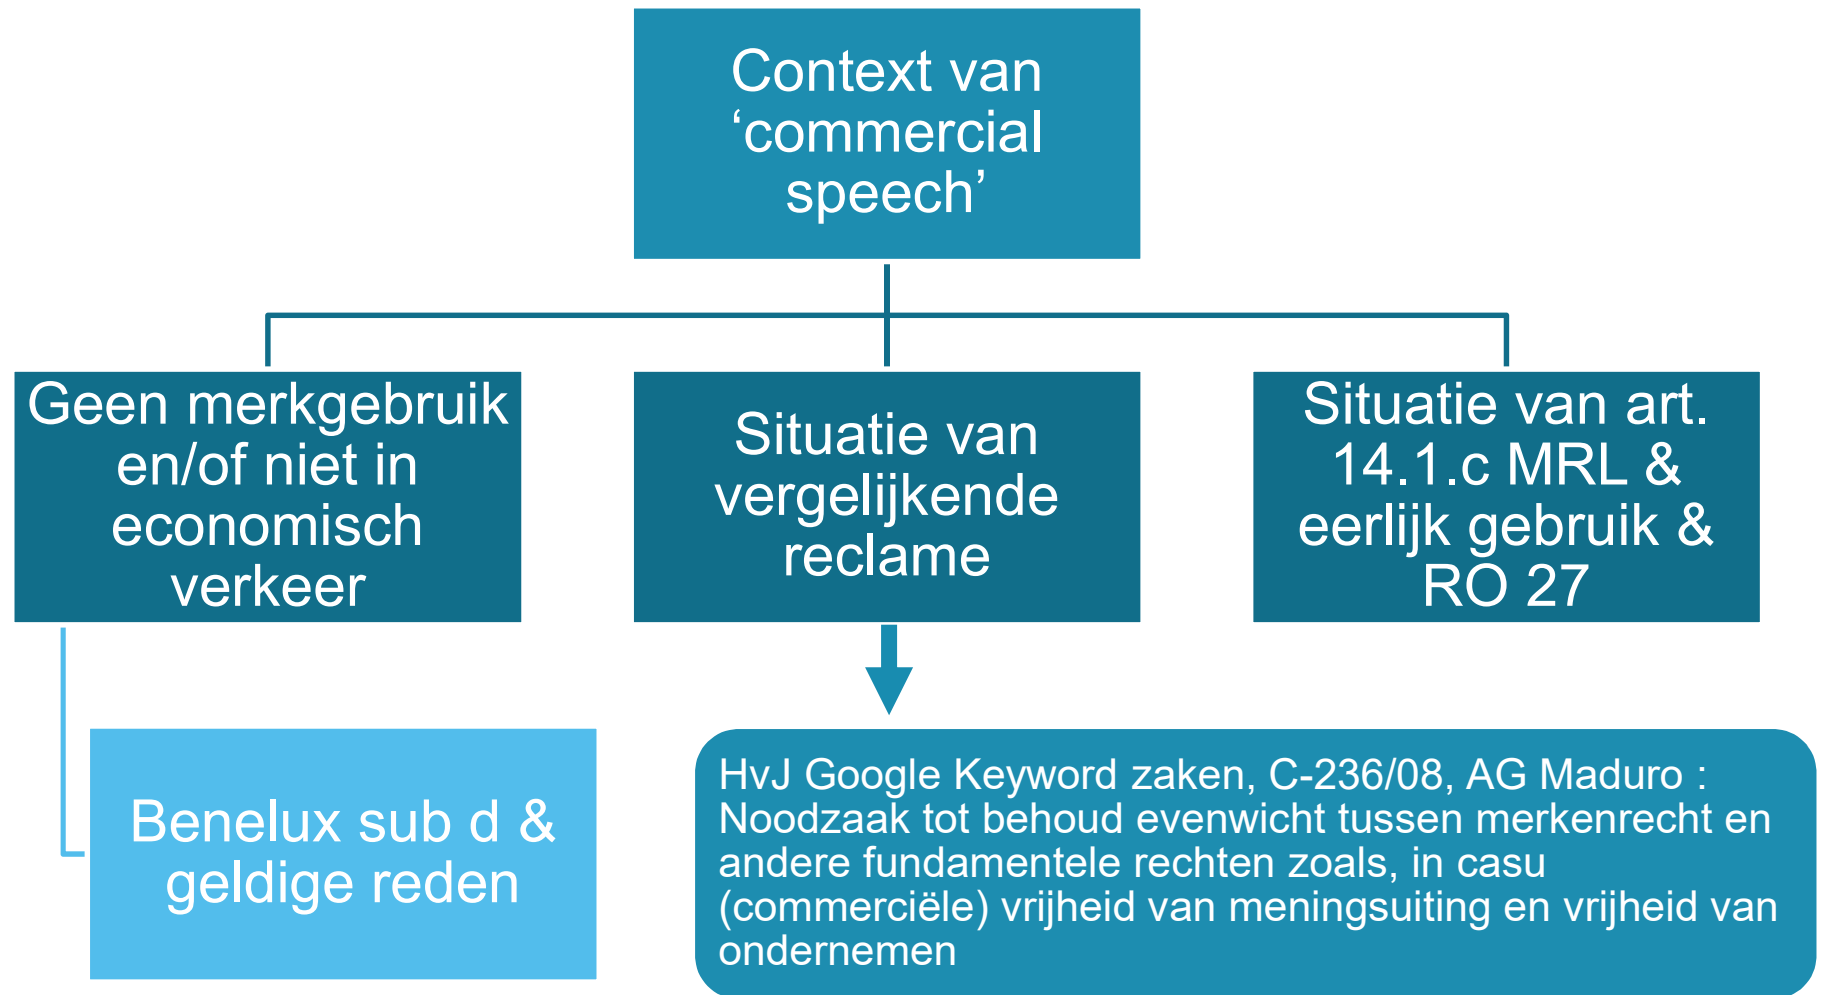 Context van
‘commercial
speech’
Geen merkgebruik
en/of niet in
economisch
verkeer
Situatie van
vergelijkende
reclame
Situatie van art.
14.1.c MRL &
eerlijk gebruik &
RO 27
Benelux sub d &
geldige reden
HvJ Google Keyword zaken, C-236/08, AG Maduro :
Noodzaak tot behoud evenwicht tussen merkenrecht en
andere fundamentele rechten zoals, in casu
(commerciële) vrijheid van meningsuiting en vrijheid van
ondernemen